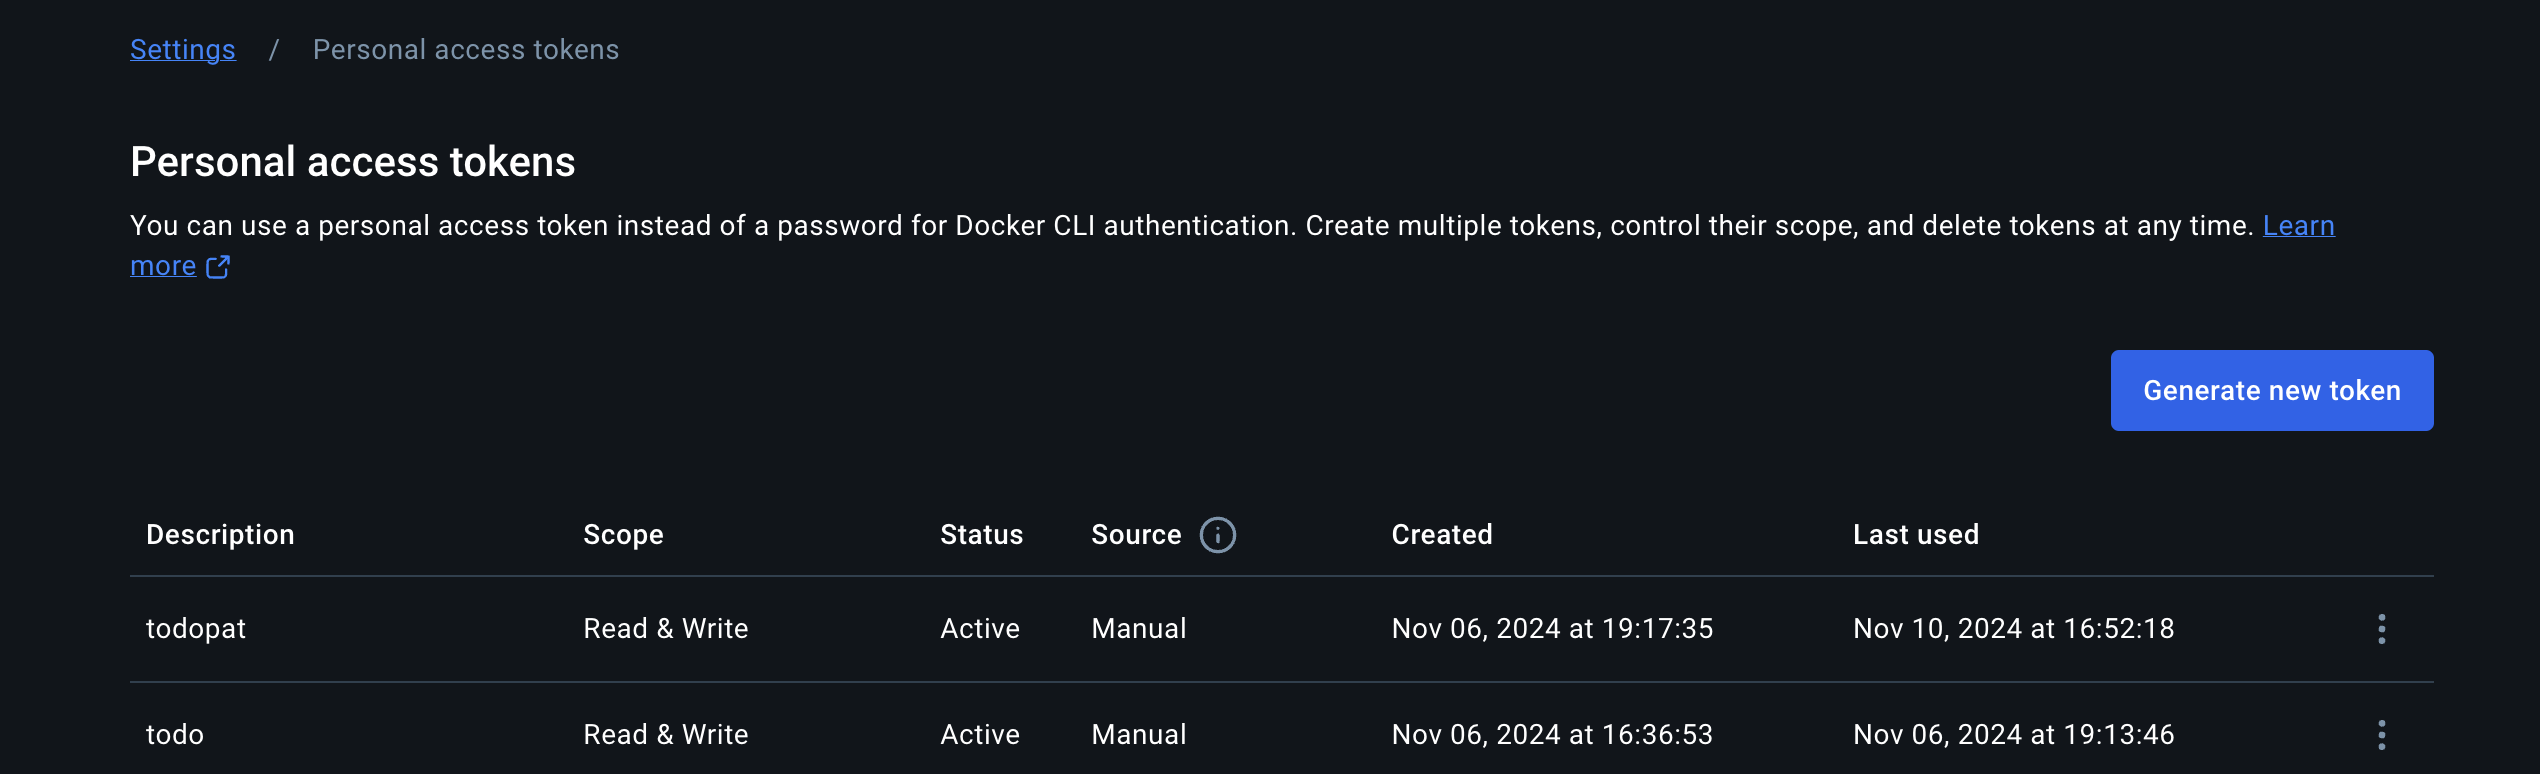 Settings / Personal access tokens
Personal access tokens
You can use a personal access token instead of a password for Docker CLI authentication. Create multiple tokens, control their scope, and delete tokens at any time. Learn
more
Generate new token
Description Scope Status Source Created Last used
todopat Read & Write Active Manual Nov 06, 2024 at 19:17:35 Nov 10, 2024 at 16:52:18
todo Read & Write Active Manual Nov 06, 2024 at 16:36:53 Nov 06, 2024 at 19:13:46